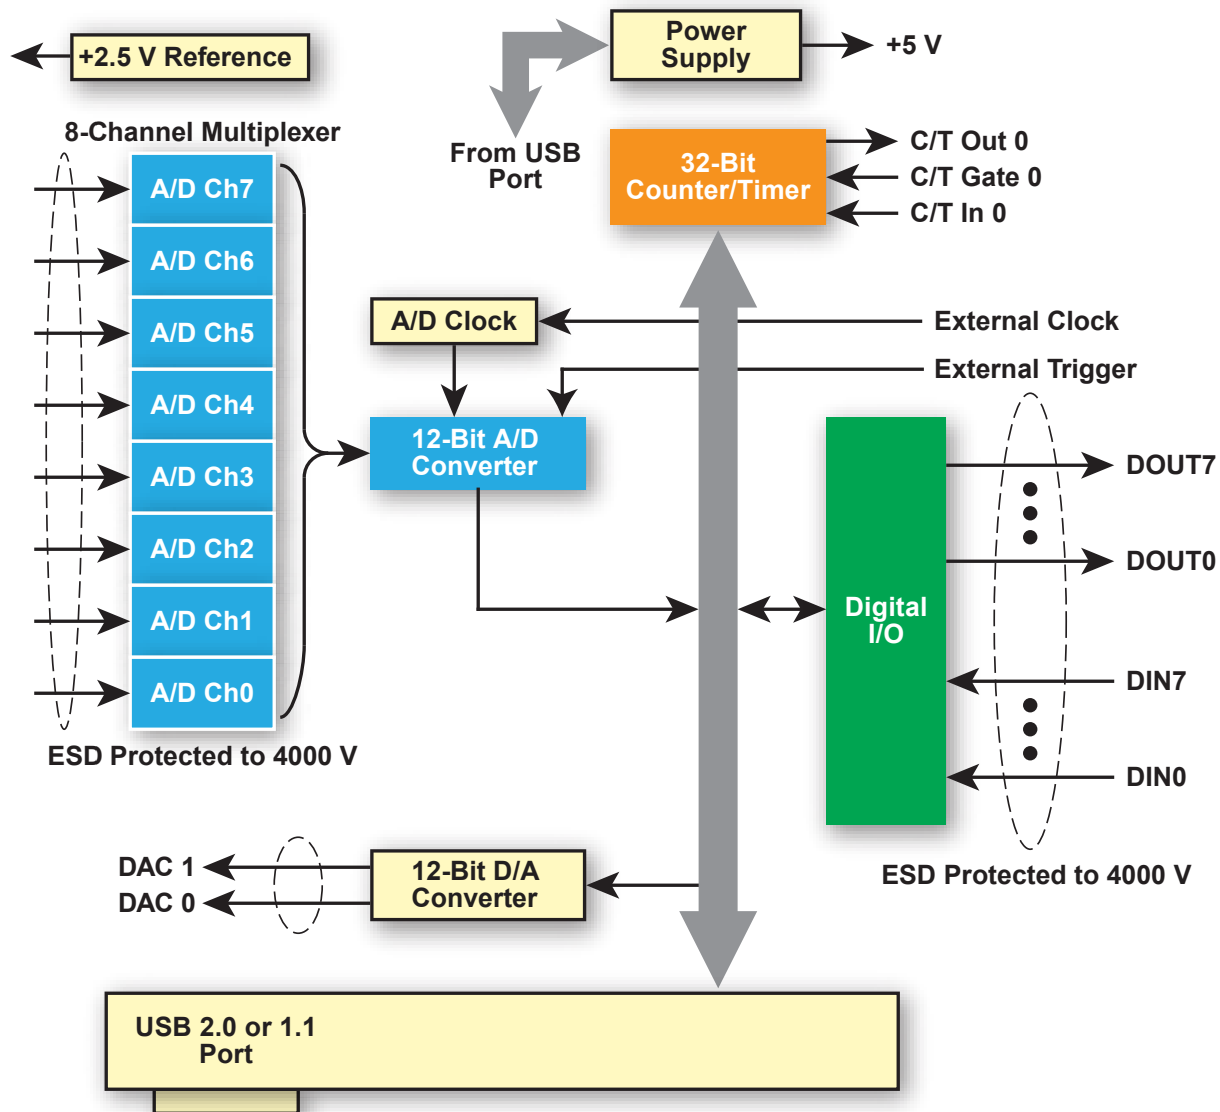 +2.5 V Reference
Power
Supply
+5 V
From USB
Port
8-Channel Multiplexer
A/D Ch7
A/D Ch6
A/D Ch5
A/D Ch4
A/D Ch3
A/D Ch2
A/D Ch1
A/D Ch0
ESD Protected to 4000 V
32-Bit
Counter/Timer
C/T Out 0
C/T Gate 0
C/T In 0
A/D Clock
External Clock
External Trigger
12-Bit A/D
Converter
Digital
I/O
DOUT7
DOUT0
DIN7
DIN0
ESD Protected to 4000 V
DAC 1
DAC 0
12-Bit D/A
Converter
USB 2.0 or 1.1
Port